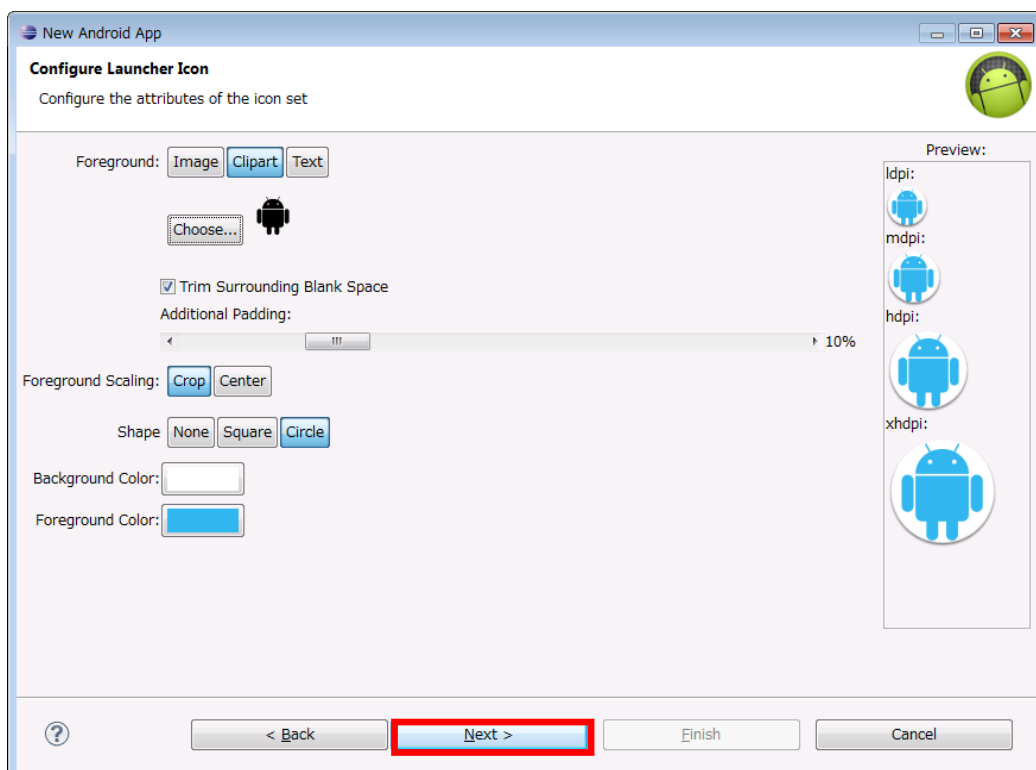 New Android App
Configure Launcher Icon
Configure the attributes of the icon set
Foreground: Image Clipart Text
Choose...
Trim Surrounding Blank Space
Additional Padding:
10%
Foreground Scaling: Crop Center
Shape None Square Circle
Background Color:
Foreground Color:
Preview:
ldpi:
mdpi:
hdpi:
xhdpi:
? < Back Next > Finish Cancel